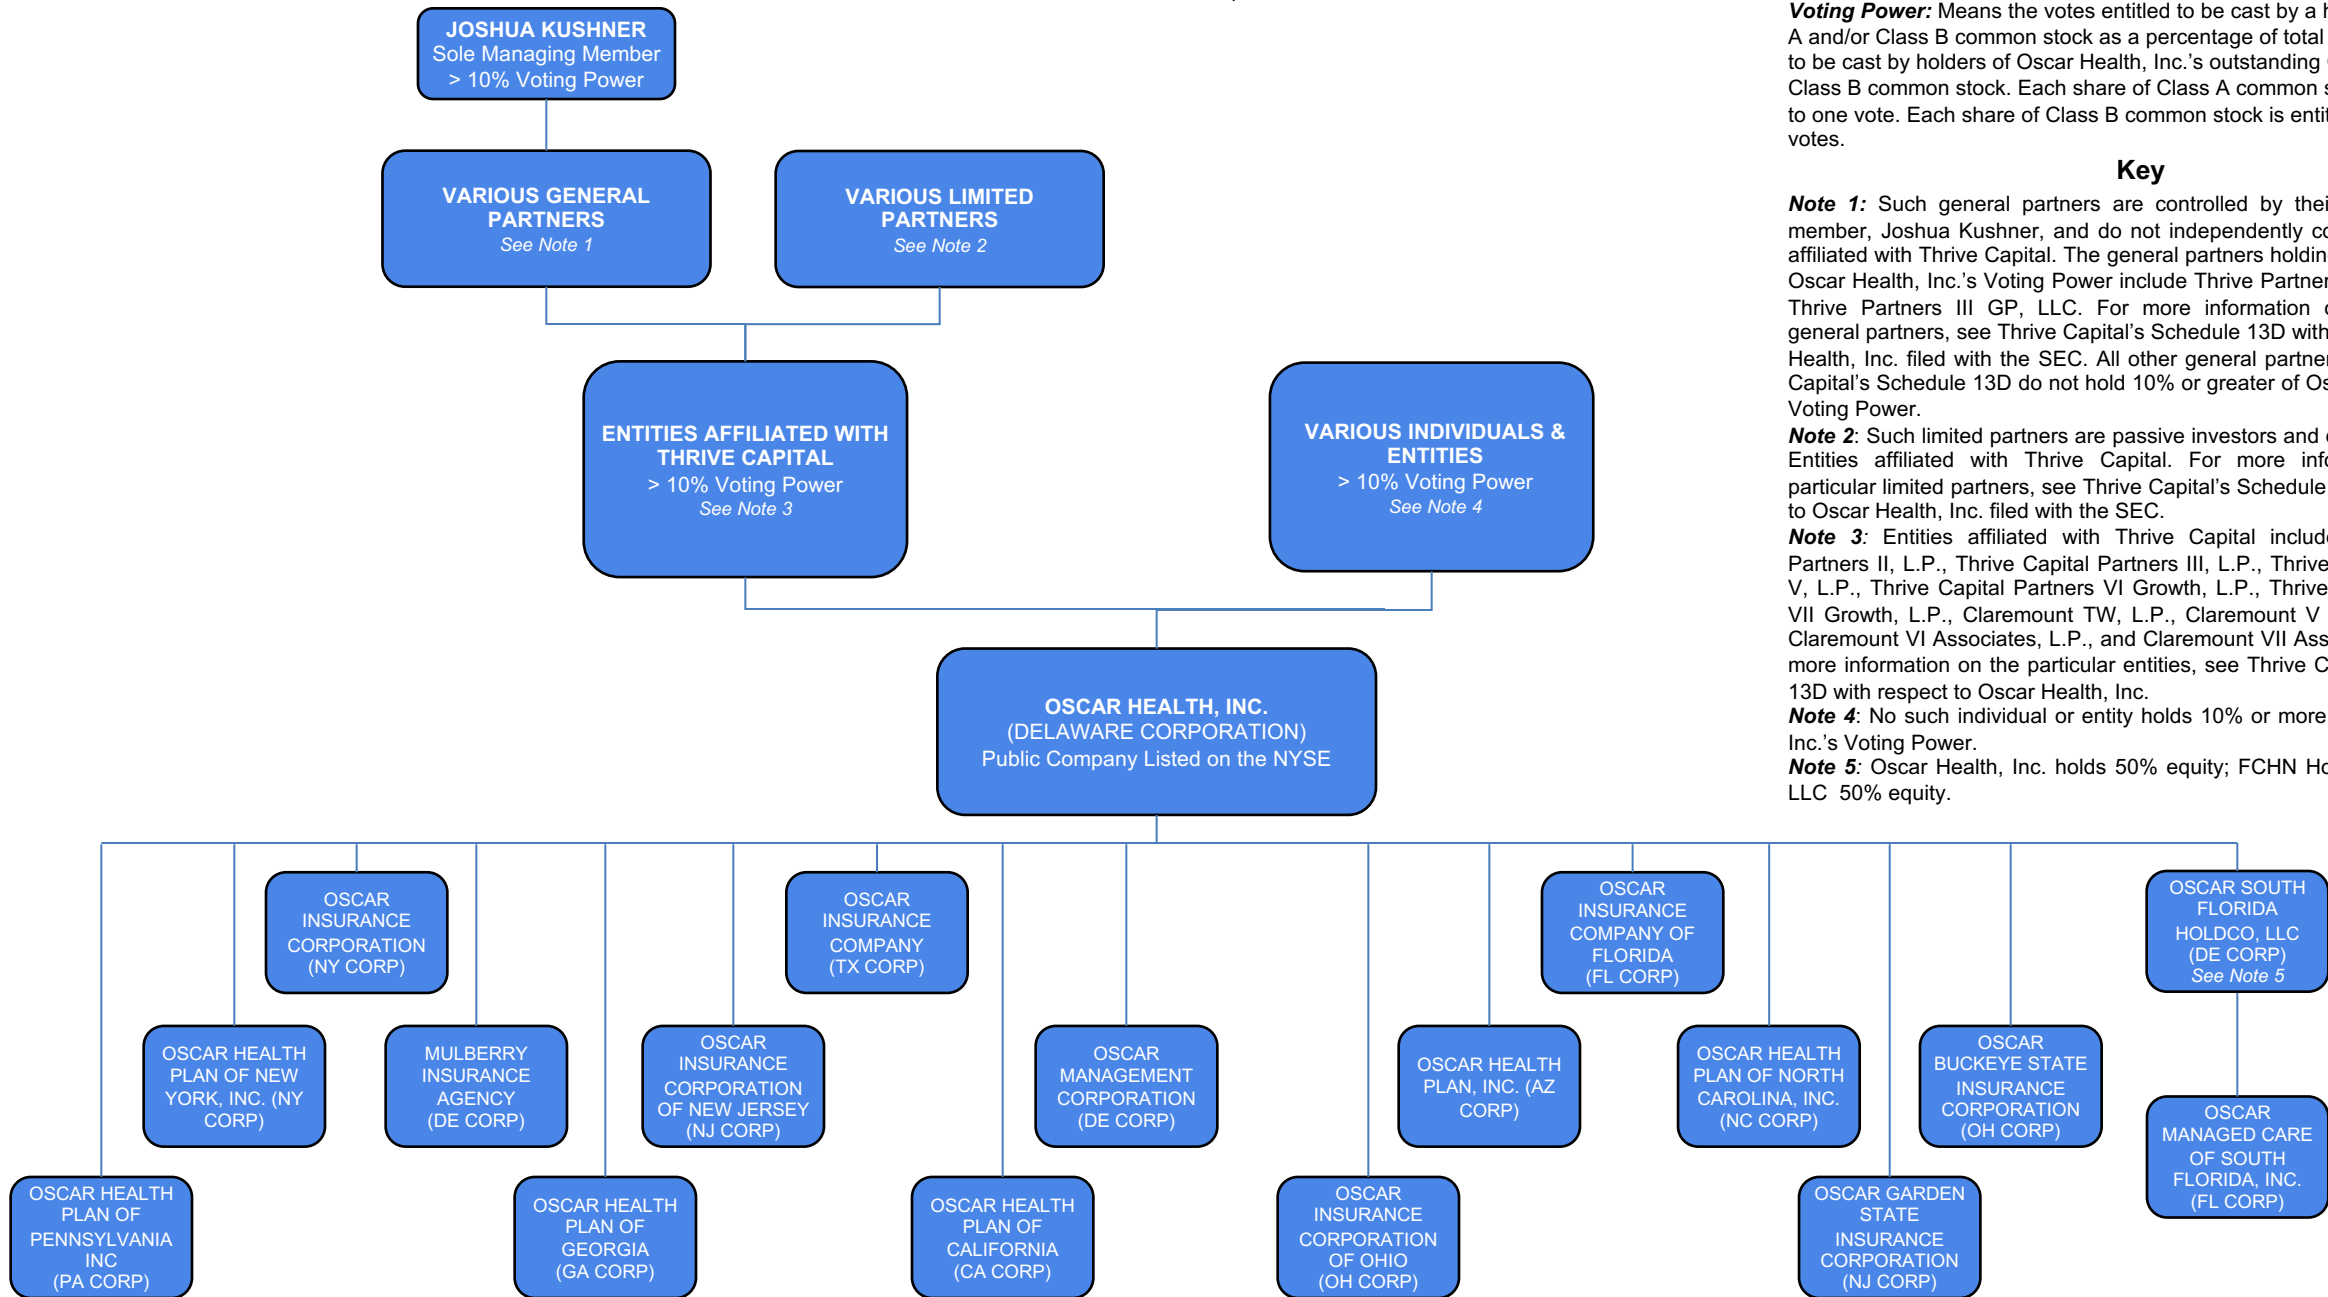 JOSHUA KUSHNER
Sole Managing Member
> 10% Voting Power
VARIOUS GENERAL
PARTNERS
See Note 1
VARIOUS LIMITED
PARTNERS
See Note 2
ENTITIES AFFILIATED WITH
THRIVE CAPITAL
> 10% Voting Power
See Note 3
VARIOUS INDIVIDUALS &
ENTITIES
> 10% Voting Power
See Note 4
OSCAR HEALTH, INC.
(DELAWARE CORPORATION)
Public Company Listed on the NYSE
Voting Power: Means the votes entitled to be cast by a
A and/or Class B common stock as a percentage of total
to be cast by holders of Oscar Health, Inc.’s outstanding
Class B common stock. Each share of Class A common
to one vote. Each share of Class B common stock is
votes.
Key
Note 1: Such general partners are controlled by
member, Joshua Kushner, and do not independently
affiliated with Thrive Capital. The general partners
Oscar Health, Inc.’s Voting Power include Thrive
Thrive Partners III GP, LLC. For more information
general partners, see Thrive Capital’s Schedule 13D with
Health, Inc. filed with the SEC. All other general
Capital’s Schedule 13D do not hold 10% or greater of
Voting Power.
Note 2: Such limited partners are passive investors and
Entities affiliated with Thrive Capital. For more
particular limited partners, see Thrive Capital’s Schedule
to Oscar Health, Inc. filed with the SEC.
Note 3: Entities affiliated with Thrive Capital
Partners II, L.P., Thrive Capital Partners III, L.P., Thrive
V, L.P., Thrive Capital Partners VI Growth, L.P., Thrive
VII Growth, L.P., Claremount TW, L.P., Claremount V
Claremount VI Associates, L.P., and Claremount VII
more information on the particular entities, see Thrive
13D with respect to Oscar Health, Inc.
Note 4: No such individual or entity holds 10% or more
Inc.’s Voting Power.
Note 5: Oscar Health, Inc. holds 50% equity; FCHN
LLC 50% equity.
OSCAR
INSURANCE
CORPORATION
(NY CORP)
OSCAR
INSURANCE
COMPANY
(TX CORP)
OSCAR
INSURANCE
COMPANY OF
FLORIDA
(FL CORP)
OSCAR SOUTH
FLORIDA
HOLDCO, LLC
(DE CORP)
See Note 5
OSCAR HEALTH
PLAN OF NEW
YORK, INC. (NY
CORP)
MULBERRY
INSURANCE
AGENCY
(DE CORP)
OSCAR
INSURANCE
CORPORATION
OF NEW JERSEY
(NJ CORP)
OSCAR
MANAGEMENT
CORPORATION
(DE CORP)
OSCAR HEALTH
PLAN, INC. (AZ
CORP)
OSCAR HEALTH
PLAN OF NORTH
CAROLINA, INC.
(NC CORP)
OSCAR
BUCKEYE STATE
INSURANCE
CORPORATION
(OH CORP)
OSCAR
MANAGED CARE
OF SOUTH
FLORIDA, INC.
(FL CORP)
OSCAR HEALTH
PLAN OF
PENNSYLVANIA
INC
(PA CORP)
OSCAR HEALTH
PLAN OF
GEORGIA
(GA CORP)
OSCAR HEALTH
PLAN OF
CALIFORNIA
(CA CORP)
OSCAR
INSURANCE
CORPORATION
OF OHIO
(OH CORP)
OSCAR GARDEN
STATE
INSURANCE
CORPORATION
(NJ CORP)